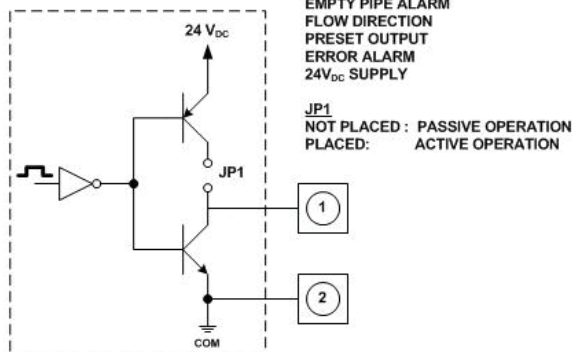 EMPTY PIPE ALARM
FLOW DIRECTION
PRESET OUTPUT
ERROR ALARM
24VDC SUPPLY
JP1
NOT PLACED : PASSIVE OPERATION
PLACED: ACTIVE OPERATION
24 VDC
JP1
1
2
COM